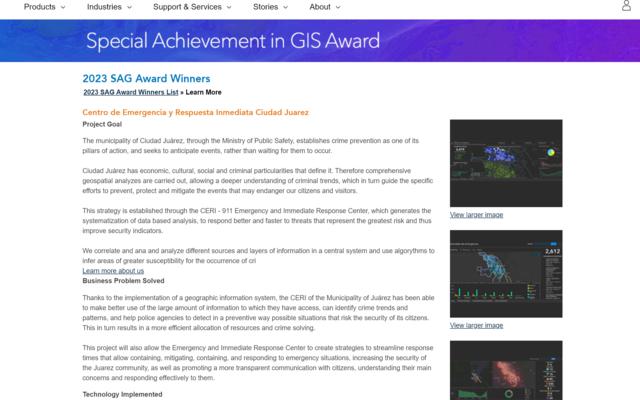 Products Industries Support & Services Stories About
Special Achievement in GIS Award
2023 SAG Award Winners
2023 SAG Award Winners List » Learn More
Centro de Emergencia y Respuesta Inmediata Ciudad Juarez
Project Goal
The municipality of Ciudad Juárez, through the Ministry of Public Safety, establishes crime prevention as one of its
pillars of action, and seeks to anticipate events, rather than waiting for them to occur.
Ciudad Juárez has economic, cultural, social and criminal particularities that define it. Therefore comprehensive
geospatial analyzes are carried out, allowing a deeper understanding of criminal trends, which in turn guide the specific
efforts to prevent, protect and mitigate the events that may endanger our citizens and visitors.
This strategy is established through the CERI - 911 Emergency and Immediate Response Center, which generates the
systematization of data based analysis, to respond better and faster to threats that represent the greatest risk and thus
improve security indicators.
We correlate and ana and analyze different sources and layers of information in a central system and use algorythms to
infer areas of greater susceptibility for the occurrence of cri
Learn more about us
Business Problem Solved
Thanks to the implementation of a geographic information system, the CERI of the Municipality of Juárez has been able
to make better use of the large amount of information to which they have access, can identify crime trends and
patterns, and help police agencies to detect in a preventive way possible situations that risk the security of its citizens.
This in turn results in a more efficient allocation of resources and crime solving.
This project will also allow the Emergency and Immediate Response Center to create strategies to streamline response
times that allow containing, mitigating, containing, and responding to emergency situations, increasing the security of
the Juarez community, as well as promoting a more transparent communication with citizens, understanding their main
concerns and responding effectively to them.
Technology Implemented
View larger image
2,612
View larger image